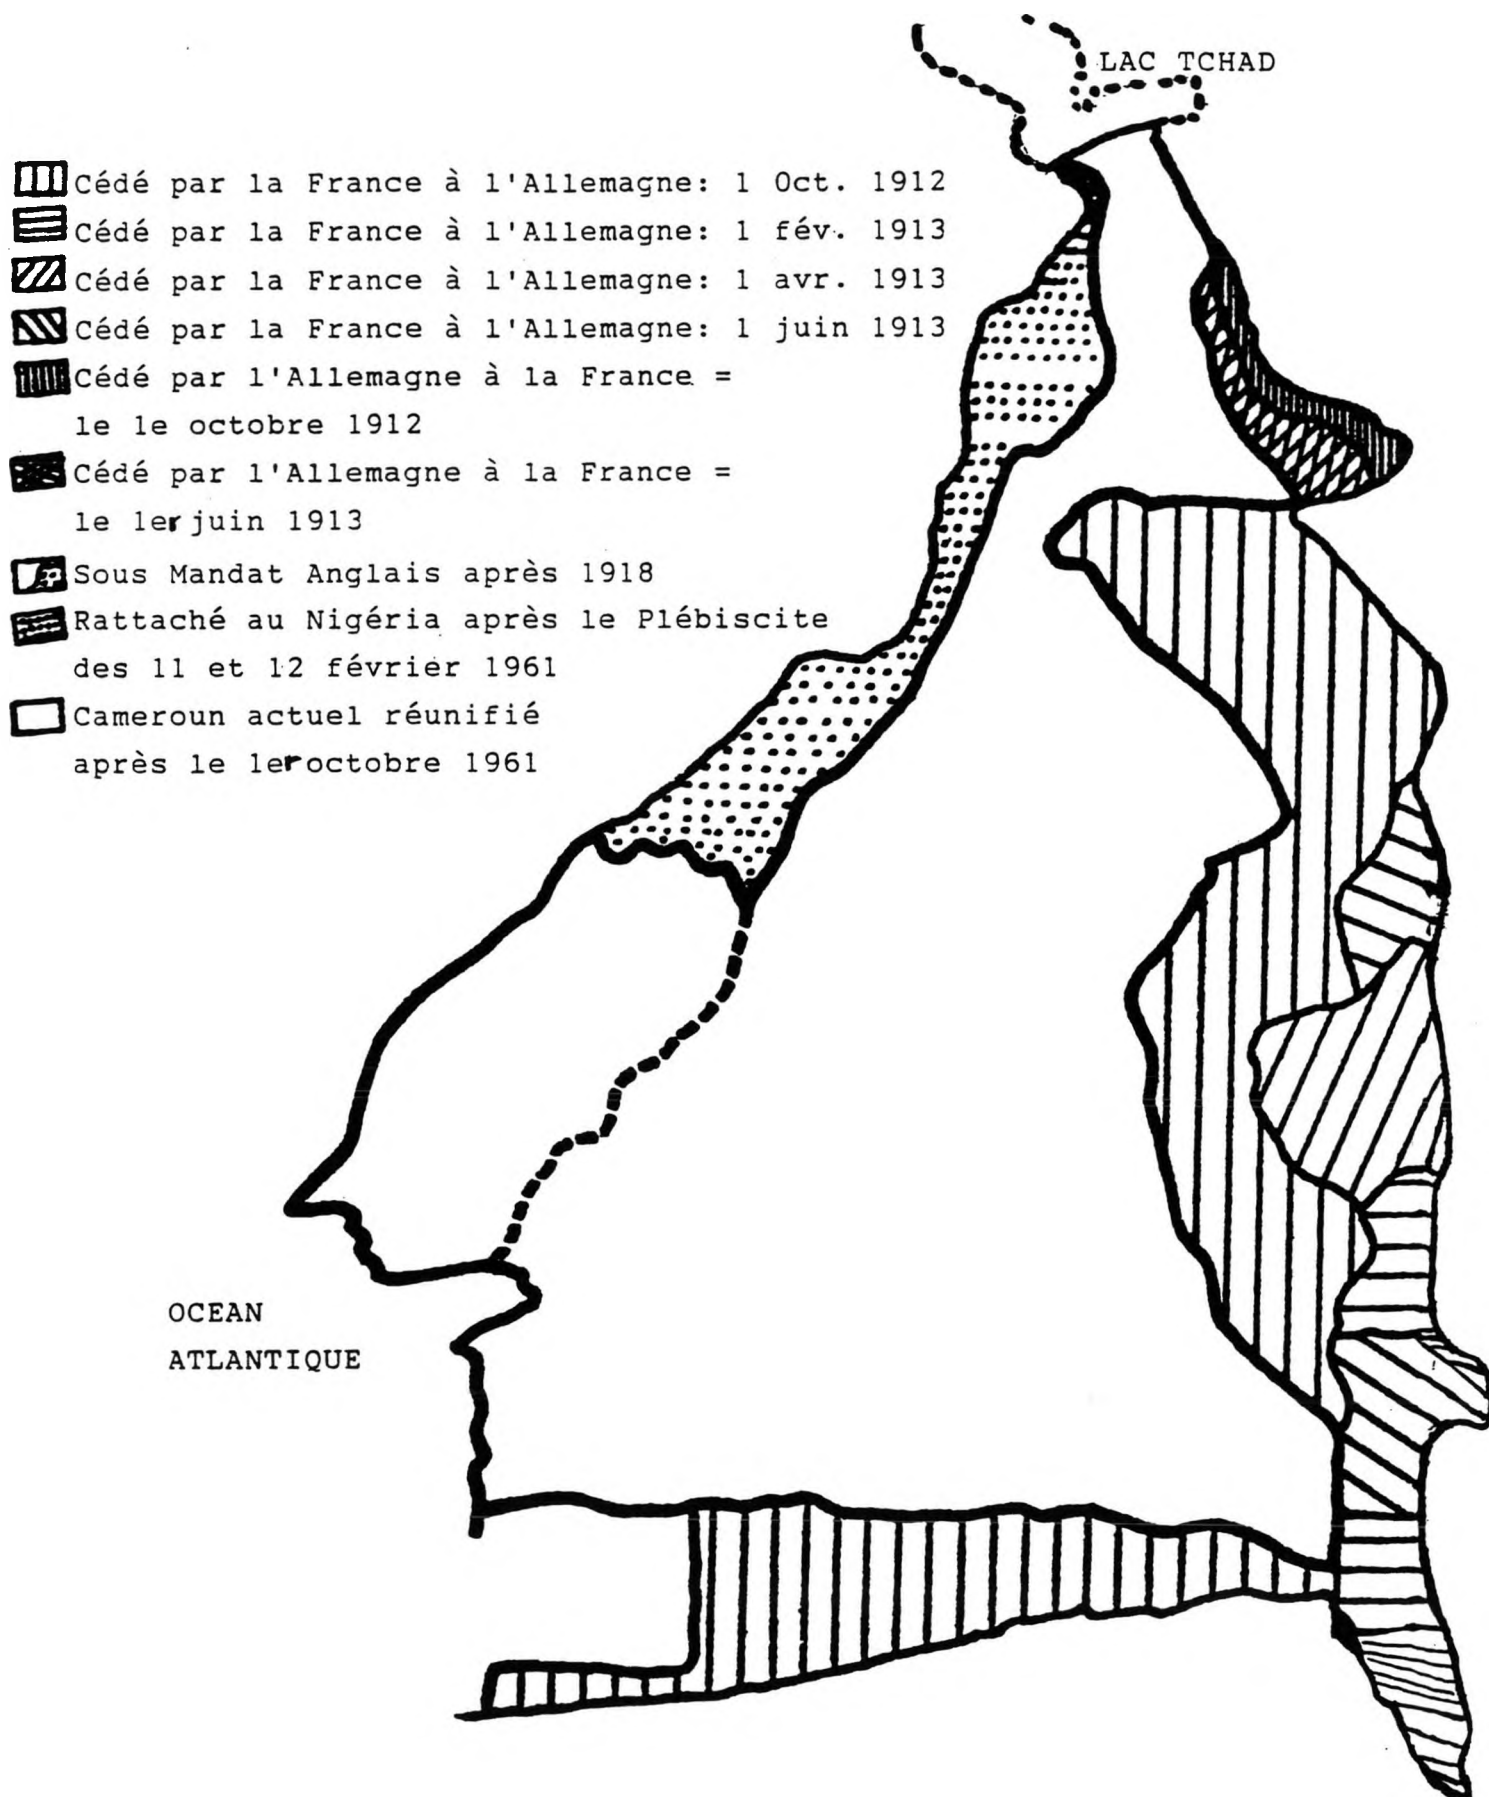 LAC TCHAD
Cédé par la France à l'Allemagne: 1 Oct. 1912
Cédé par la France à l'Allemagne: 1 fév. 1913
Cédé par la France à l'Allemagne: 1 avr. 1913
Cédé par la France à l'Allemagne: 1 juin 1913
Cédé par l'Allemagne à la France =
le 1e octobre 1912
Cédé par l'Allemagne à la France =
le 1er juin 1913
Sous Mandat Anglais après 1918
Rattaché au Nigéria après le Plébiscite
des 11 et 12 février 1961
Cameroun actuel réunifié
après le 1er octobre 1961
OCEAN
ATLANTIQUE